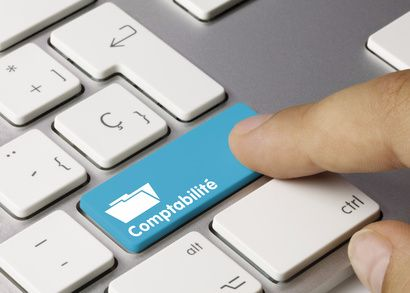 *
+
Ç
Comptabilité
ctrl
alt